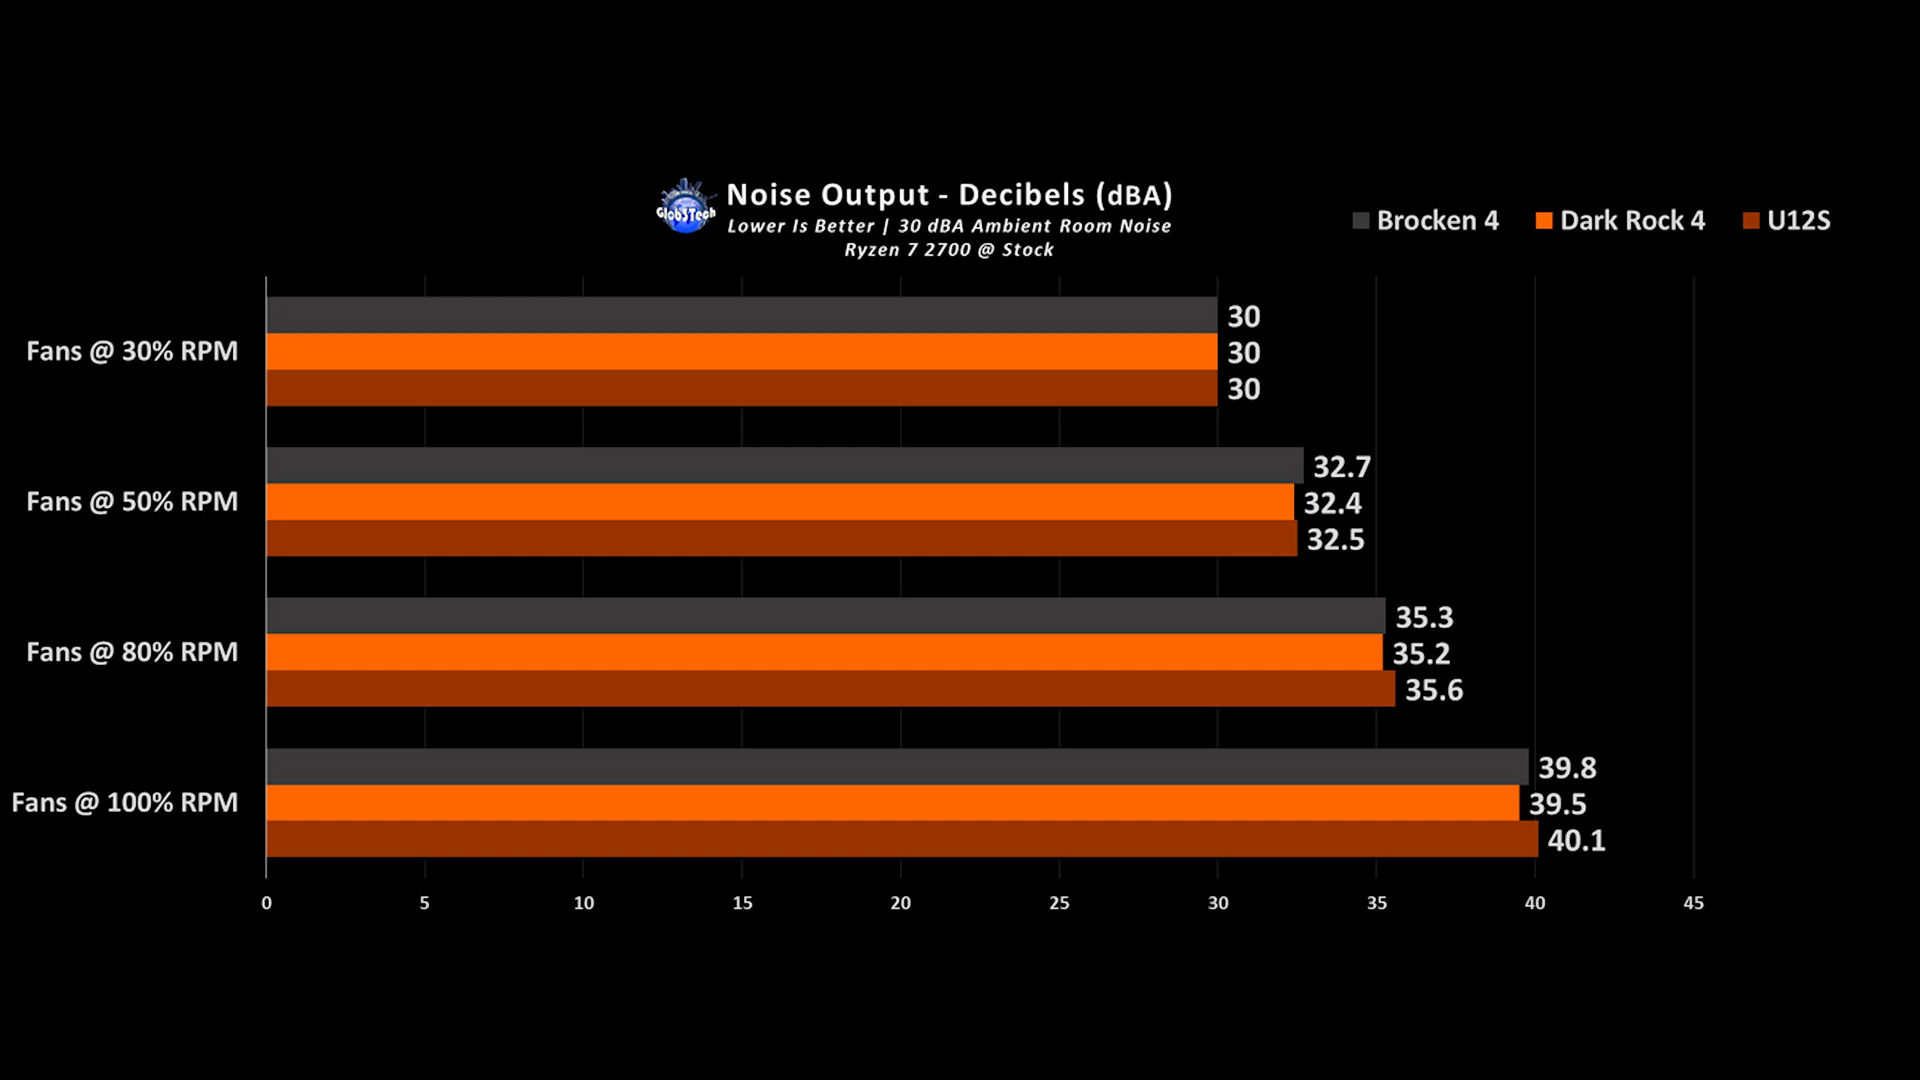 Glob3Tech
Noise Output - Decibels (dBA)
Lower Is Better | 30 dBA Ambient Room Noise
Ryzen 7 2700 @ Stock
Brocken 4 Dark Rock 4 U12S
Fans @ 30% RPM
30
30
30
Fans @ 50% RPM
32.7
32.4
32.5
Fans @ 80% RPM
35.3
35.2
35.6
Fans @ 100% RPM
39.8
39.5
40.1
0 5 10 15 20 25 30 35 40 45